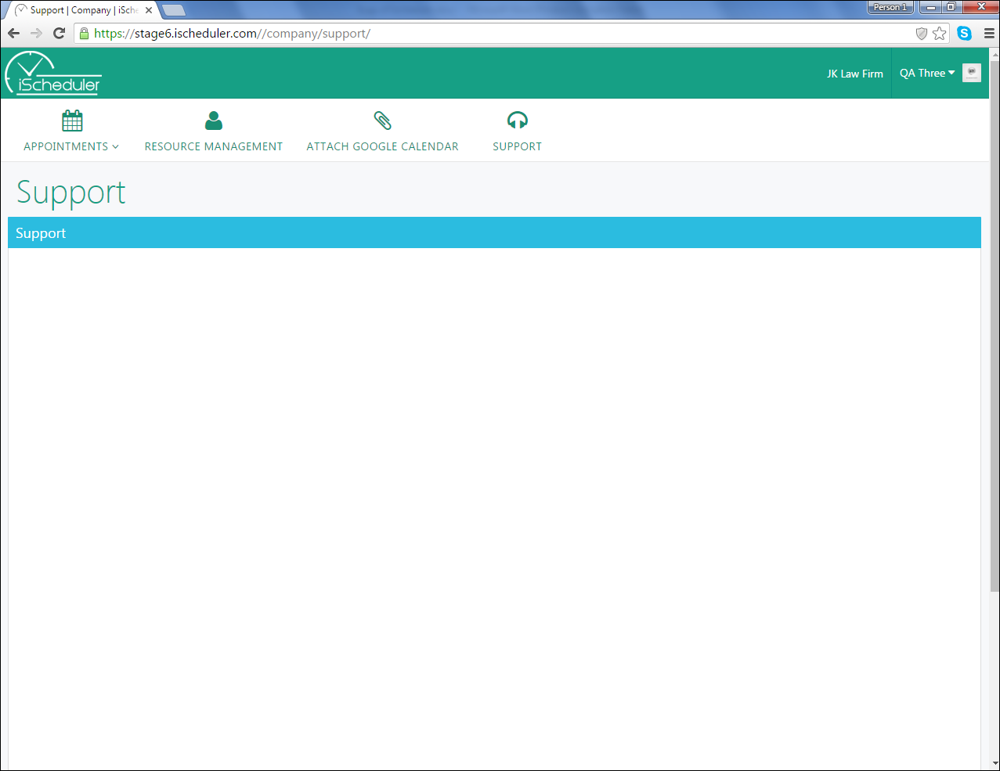 Support | Company | iSche
Person 1
https://stage6.ischeduler.com//company/support/
iScheduler
JK Law Firm
QA Three
APPOINTMENTS
RESOURCE MANAGEMENT
ATTACH GOOGLE CALENDAR
SUPPORT
Support
Support